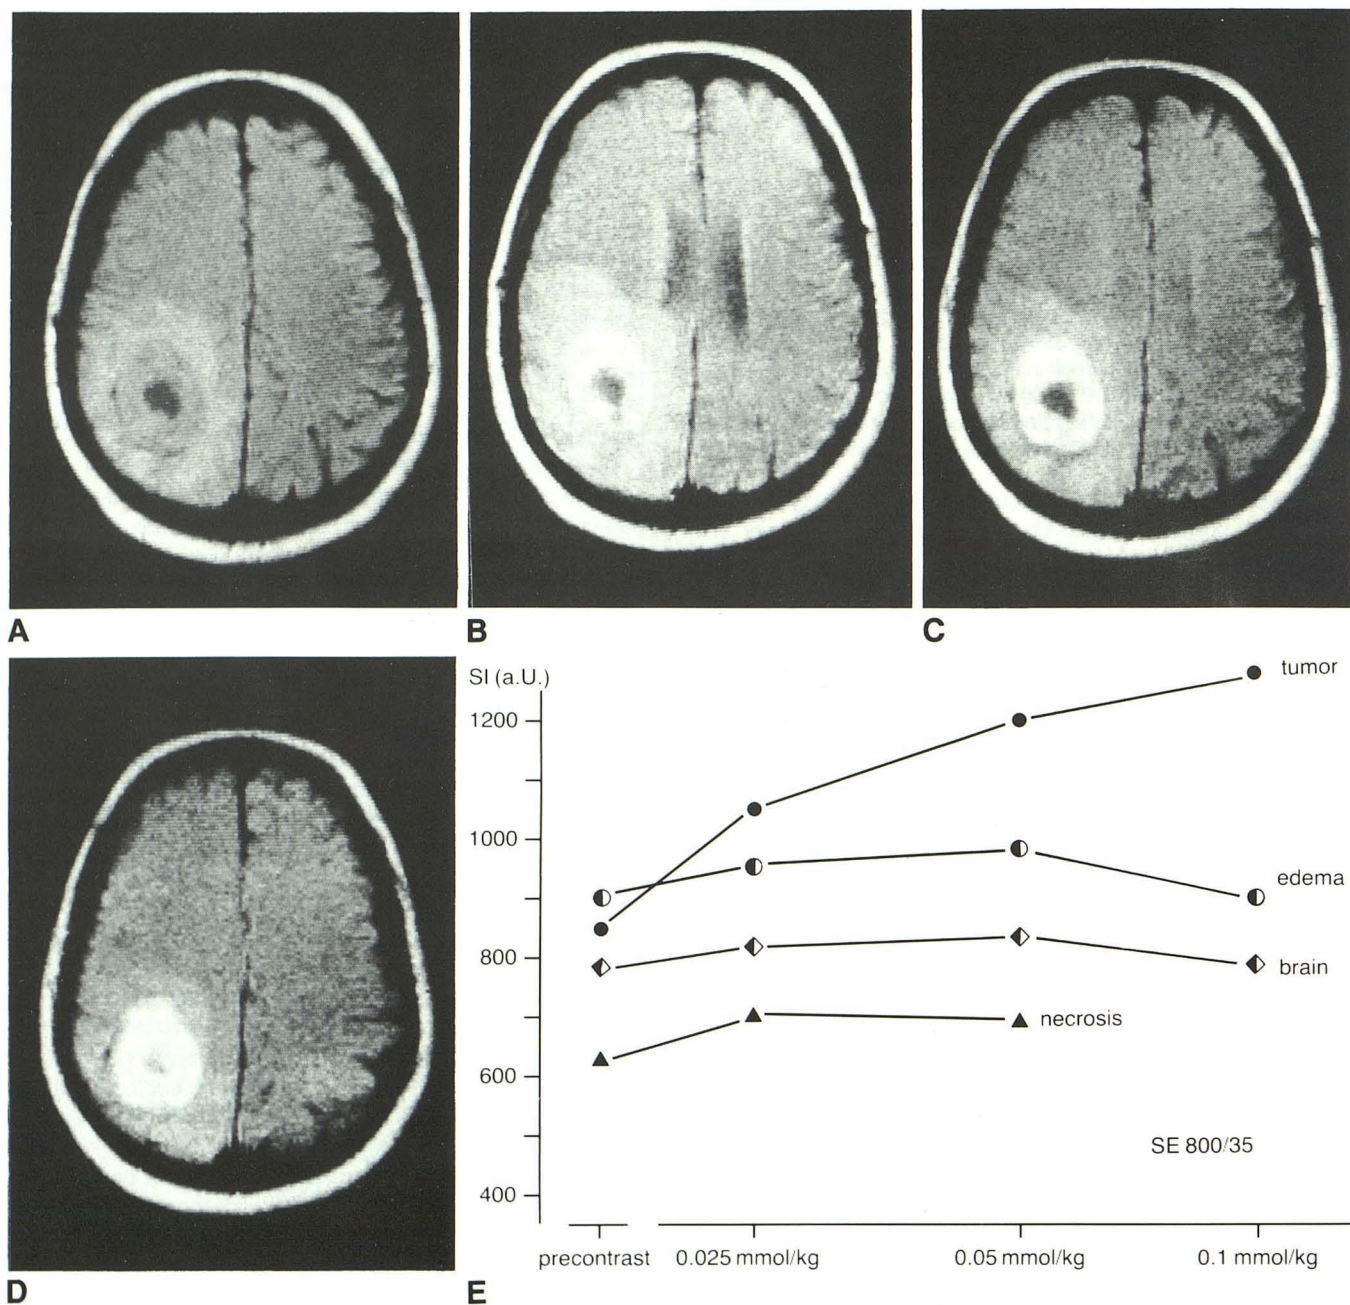 A
B
C
D
E
SI (a.U.)
1200
1000
800
600
400
tumor
edema
brain
necrosis
SE 800/35
precontrast
0.025 mmol/kg
0.05 mmol/kg
0.1 mmol/kg